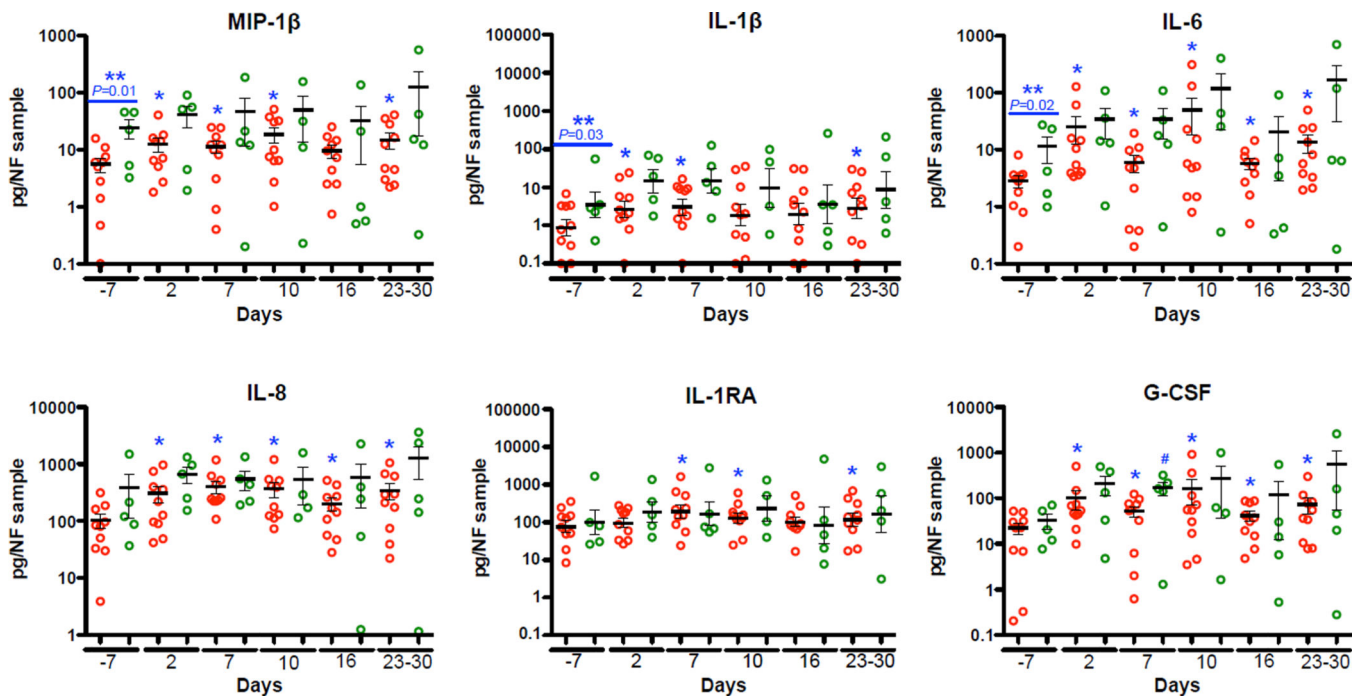 MIP-1β
pg/NF sample
1000
100
10
1
0.1
**
P=0.01
*
*
*
*
-7 2 7 10 16 23-30
Days
IL-1β
pg/NF sample
100000
10000
1000
100
10
1
0.1
**
P=0.03
*
*
*
-7 2 7 10 16 23-30
Days
IL-6
pg/NF sample
1000
100
10
1
0.1
**
P=0.02
*
*
*
*
*
-7 2 7 10 16 23-30
Days
IL-8
pg/NF sample
10000
1000
100
10
1
*
*
*
*
*
-7 2 7 10 16 23-30
Days
IL-1RA
pg/NF sample
100000
10000
1000
100
10
1
0.1
*
*
*
-7 2 7 10 16 23-30
Days
G-CSF
pg/NF sample
10000
1000
100
10
1
0.1
*
*
#
*
*
*
-7 2 7 10 16 23-30
Days